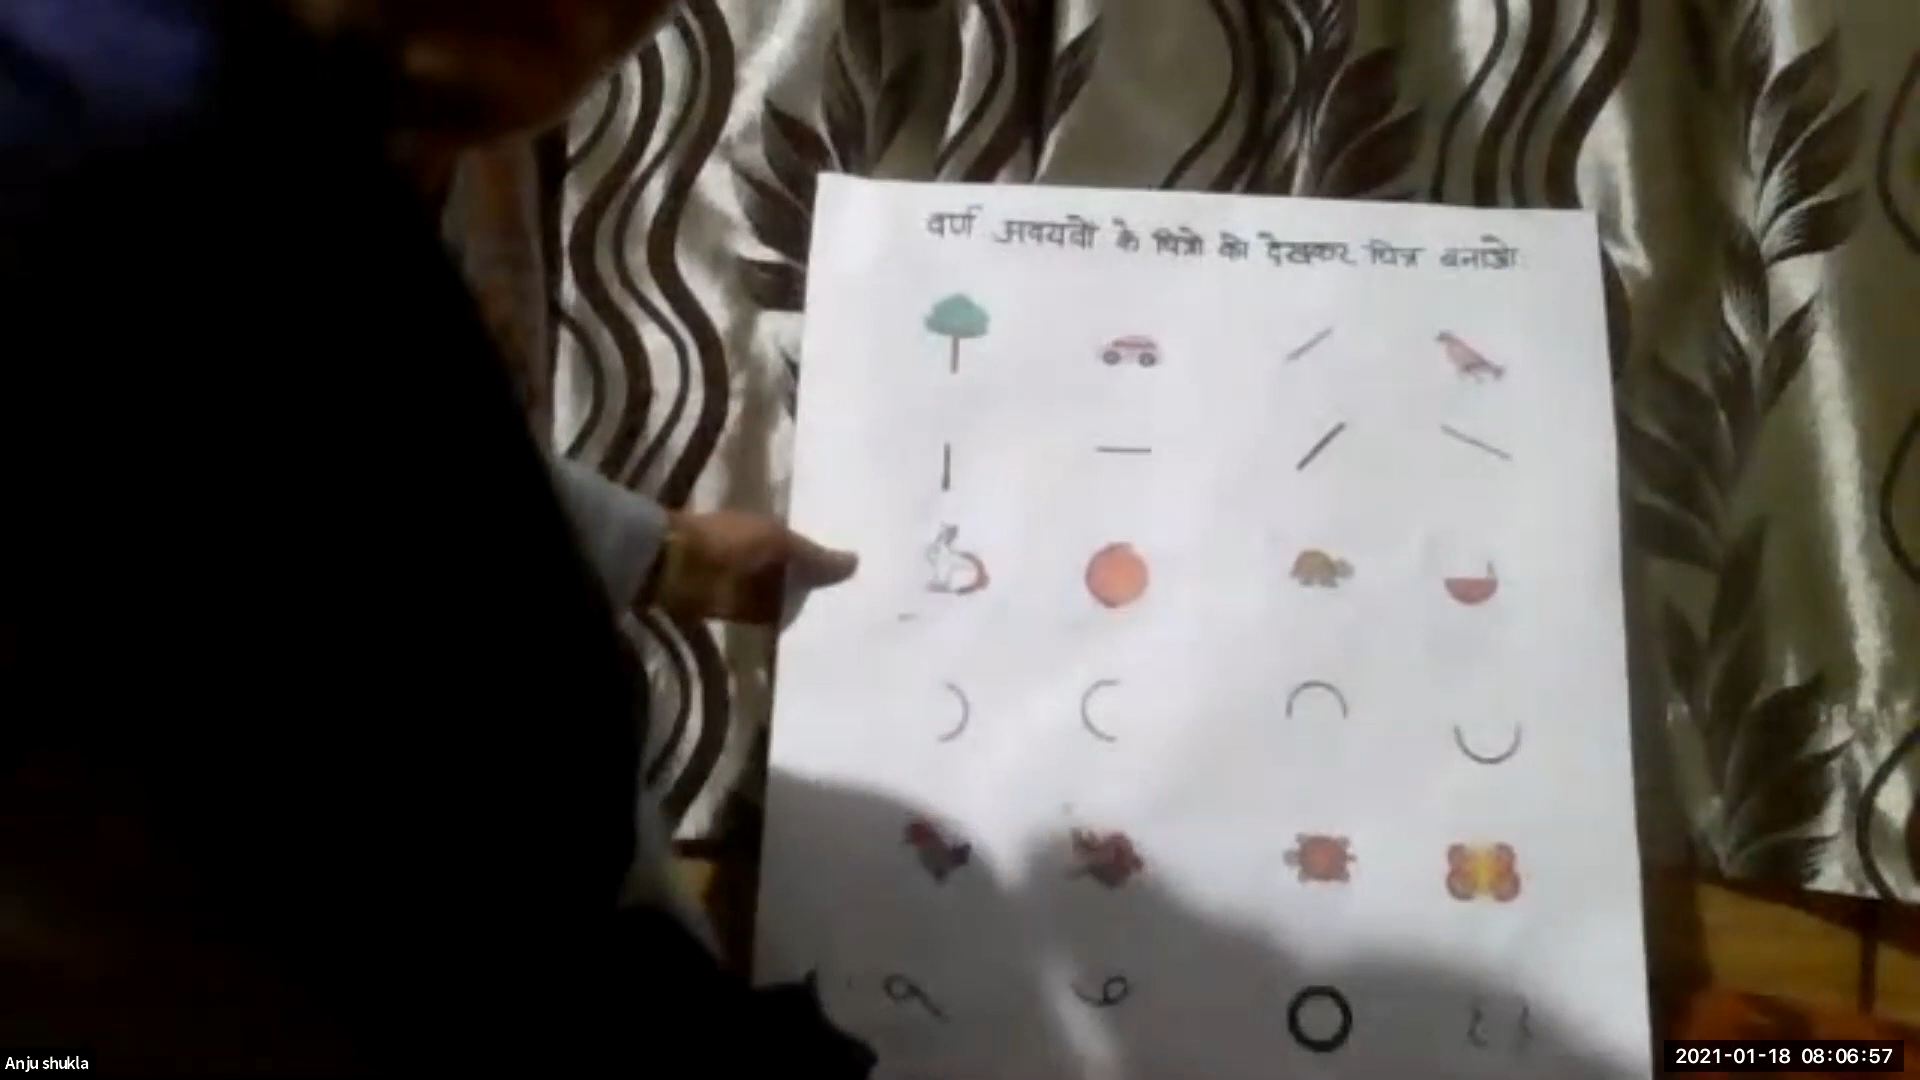 वर्ण अवयवों के चित्रों को देखकर चित्र बनाओ
Anju shukla
2021-01-18 08:06:57